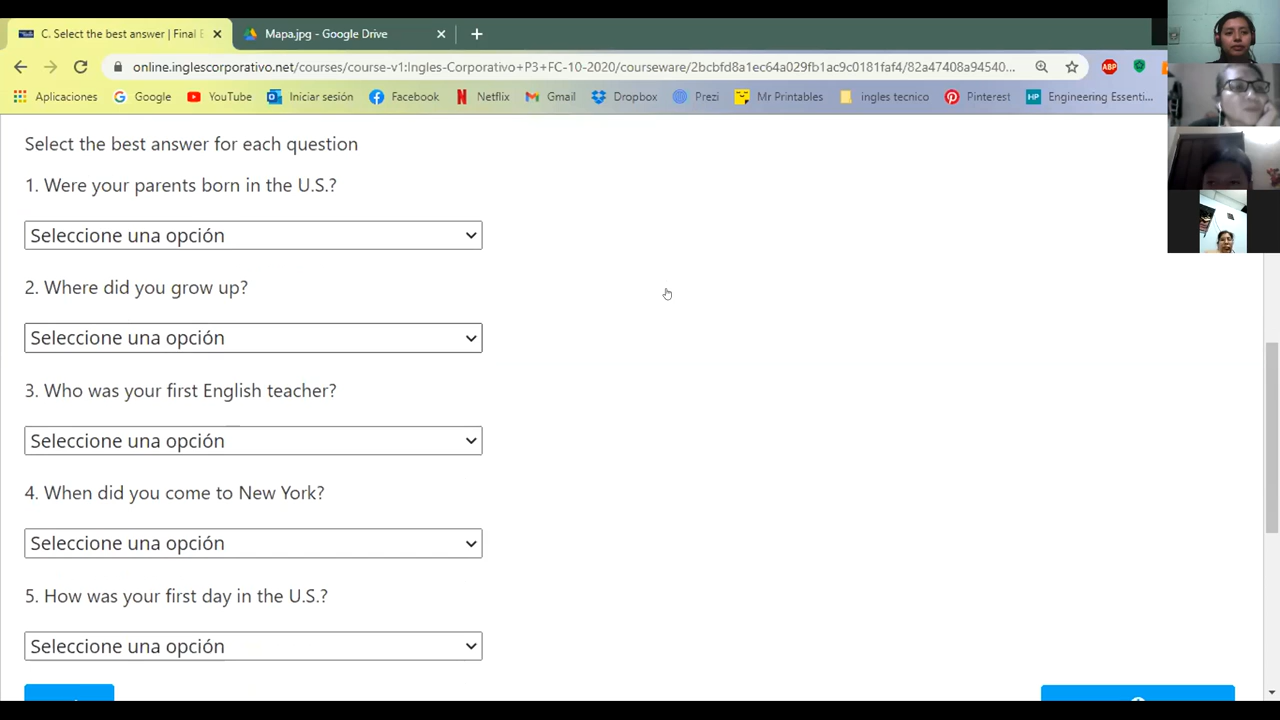 C. Select the best answer | Final E
Mapa.jpg - Google Drive
online.inglescorporativo.net/courses/course-v1:Ingles-Corporativo+P3+FC-10-2020/courseware/2bcbfd8a1ec64a029fb1ac9c0181faf4/82a47408a94540...
ABP
Aplicaciones Google YouTube Iniciar sesión Facebook Netflix Gmail Dropbox Prezi Mr Printables ingles tecnico Pinterest HP Engineering Essenti...
Select the best answer for each question
1. Were your parents born in the U.S.?
Seleccione una opción
2. Where did you grow up?
Seleccione una opción
3. Who was your first English teacher?
Seleccione una opción
4. When did you come to New York?
Seleccione una opción
5. How was your first day in the U.S.?
Seleccione una opción